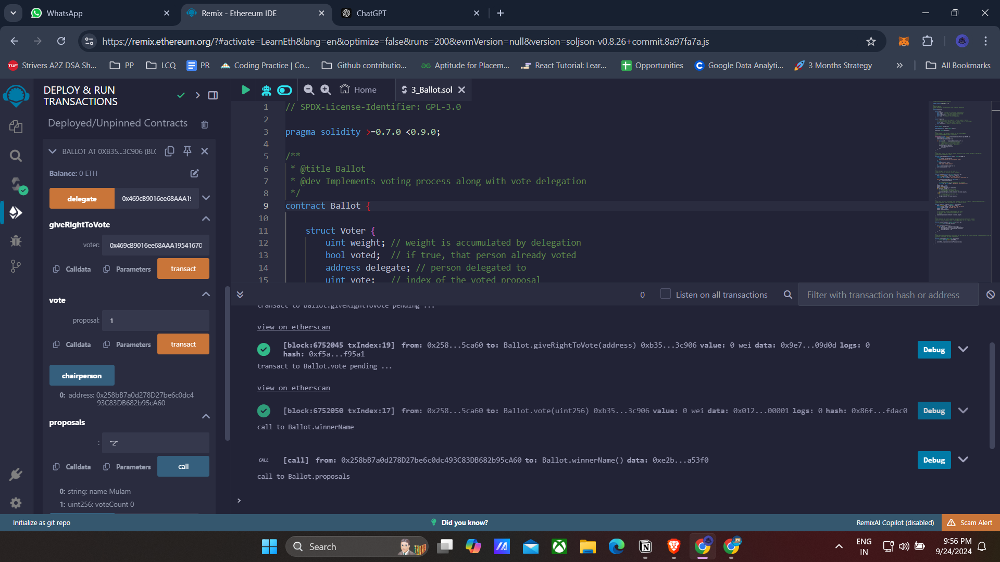 WhatsApp
Remix - Ethereum IDE
ChatGPT
https://remix.ethereum.org/?#activate=LearnEth&lang=en&optimize=false&runs=200&evmVersion=null&version=soljson-v0.8.26+commit.8a97fa7a.js
TUF Strivers A2Z DSA Sh...
PP
LCQ
PR
Coding Practice | Co...
Github contributio...
Aptitude for Placem...
React Tutorial: Lear...
Opportunities
Google Data Analyti...
3 Months Strategy
All Bookmarks
DEPLOY & RUN
TRANSACTIONS
Deployed/Unpinned Contracts
BALLOT AT 0XB35...3C906 (BLO
Balance: 0 ETH
delegate 0x469cB9016ee68AAA19
giveRightToVote
voter: 0x469cB9016ee68AAA19541670
Calldata Parameters transact
vote
proposal: 1
Calldata Parameters transact
chairperson
0: address: 0x258bB7a0d278D27be6c0dc4
93C83DB682b95cA60
proposals
: "2"
Calldata Parameters call
0: string: name Mulam
1: uint256: voteCount 0
Home
3_Ballot.sol
1 // SPDX-License-Identifier: GPL-3.0
2
3 pragma solidity >=0.7.0 <0.9.0;
4
5 /**
6 * @title Ballot
7 * @dev Implements voting process along with vote delegation
8 */
9 contract Ballot {
10
11 struct Voter {
12 uint weight; // weight is accumulated by delegation
13 bool voted; // if true, that person already voted
14 address delegate; // person delegated to
15 uint vote; // index of the voted proposal
0 Listen on all transactions Filter with transaction hash or address
transact to Ballot.giveRightToVote pending ...
view on etherscan
[block:6752045 txIndex:19] from: 0x258...5ca60 to: Ballot.giveRightToVote(address) 0xb35...3c906 value: 0 wei data: 0x9e7...09d0d logs: 0
hash: 0xf5a...f95a1
Debug
transact to Ballot.vote pending ...
view on etherscan
[block:6752050 txIndex:17] from: 0x258...5ca60 to: Ballot.vote(uint256) 0xb35...3c906 value: 0 wei data: 0x012...00001 logs: 0 hash: 0x86f...fdac0
Debug
call to Ballot.winnerName
CALL [call] from: 0x258bB7a0d278D27be6c0dc493C83DB682b95cA60 to: Ballot.winnerName() data: 0xe2b...a53f0
Debug
call to Ballot.proposals
>
Initialize as git repo
Did you know?
RemixAI Copilot (disabled)
Scam Alert
Search
ENG
IN
9:56 PM
9/24/2024